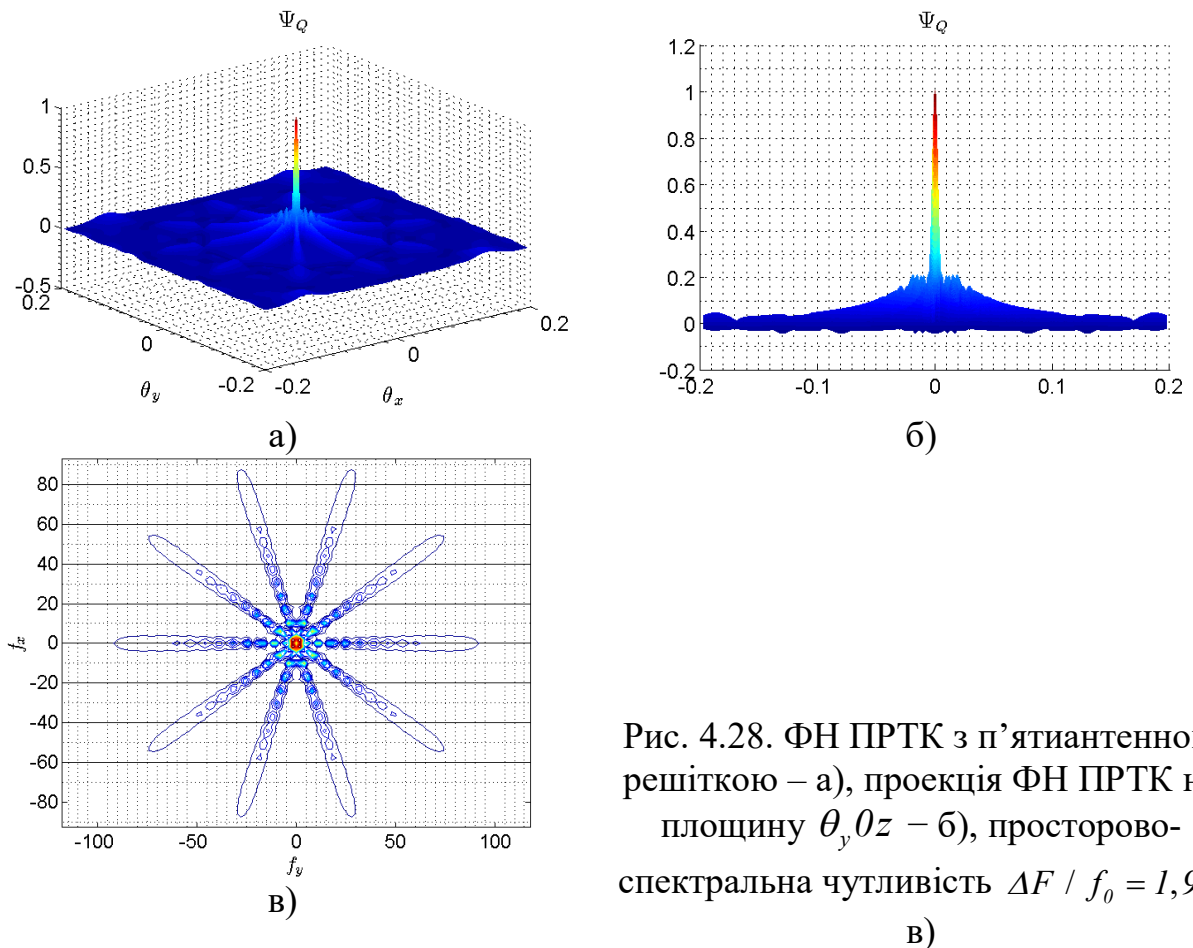 Ψ_Q
1
0.5
0
-0.5
0.2
0
-0.2
θ_y
-0.2
0
0.2
θ_x
а)
Ψ_Q
1.2
1
0.8
0.6
0.4
0.2
0
-0.2
-0.2 -0.1 0 0.1 0.2
б)
80
60
40
20
0
-20
-40
-60
-80
f_x
-100 -50 0 50 100
f_y
в)
Рис. 4.28. ФН ПРТК з п’ятиантенною
решіткою – а), проекція ФН ПРТК н
площину θ_y0z − б), просторово-
спектральна чутливість ΔF / f_0 = 1,9
в)